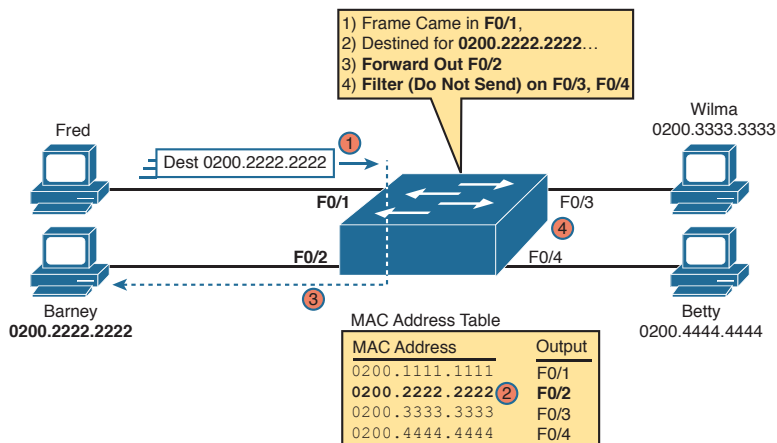 1) Frame Came in F0/1,
2) Destined for 0200.2222.2222…
3) Forward Out F0/2
4) Filter (Do Not Send) on F0/3, F0/4
Fred
Wilma
0200.3333.3333
Dest 0200.2222.2222
1
F0/1
F0/3
4
F0/2
F0/4
3
Barney
0200.2222.2222
Betty
0200.4444.4444
MAC Address Table
MAC Address Output
0200.1111.1111 F0/1
0200.2222.2222 2 F0/2
0200.3333.3333 F0/3
0200.4444.4444 F0/4